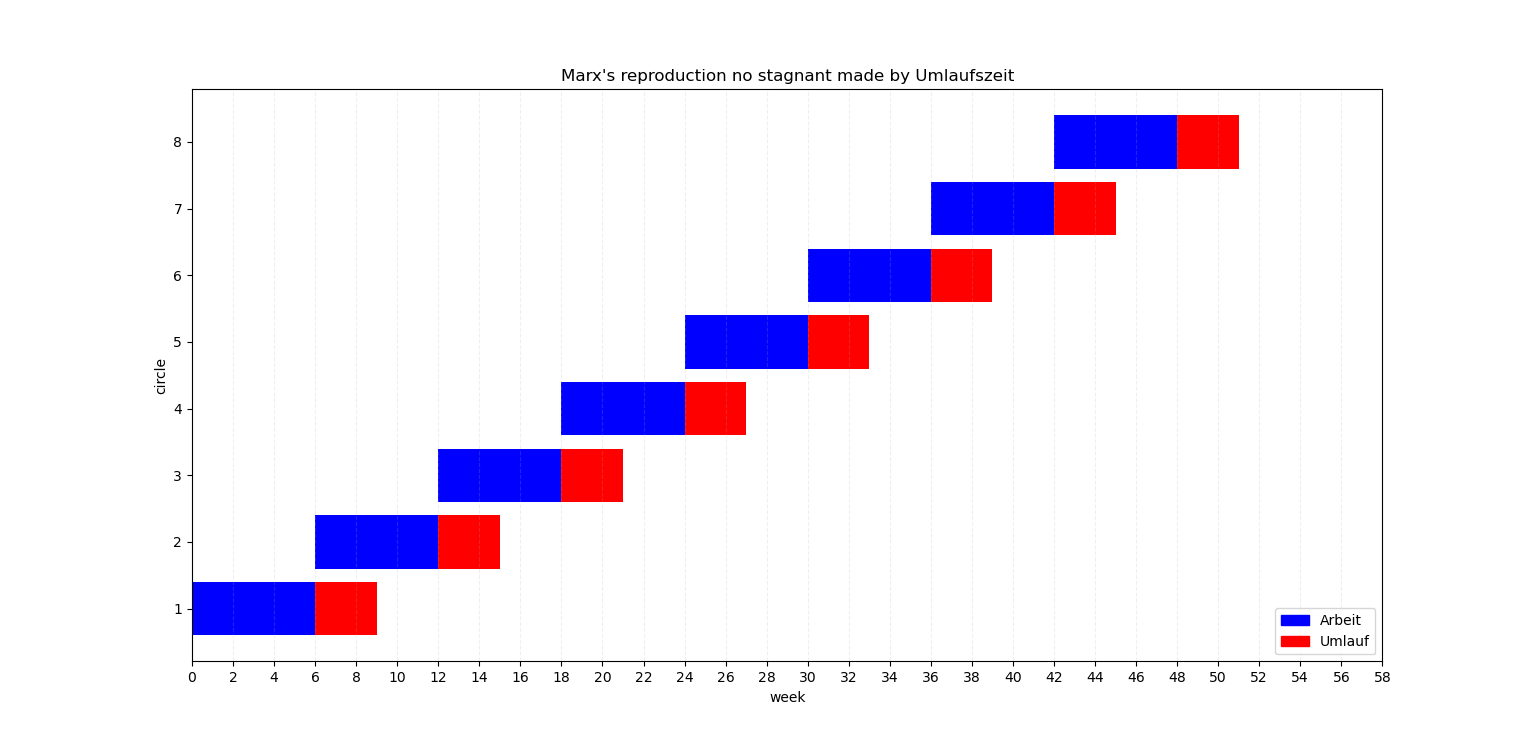 Marx's reproduction no stagnant made by Umlaufszeit
8
7
6
5
4
3
2
1
circle
Arbeit
Umlauf
0 2 4 6 8 10 12 14 16 18 20 22 24 26 28 30 32 34 36 38 40 42 44 46 48 50 52 54 56 58
week